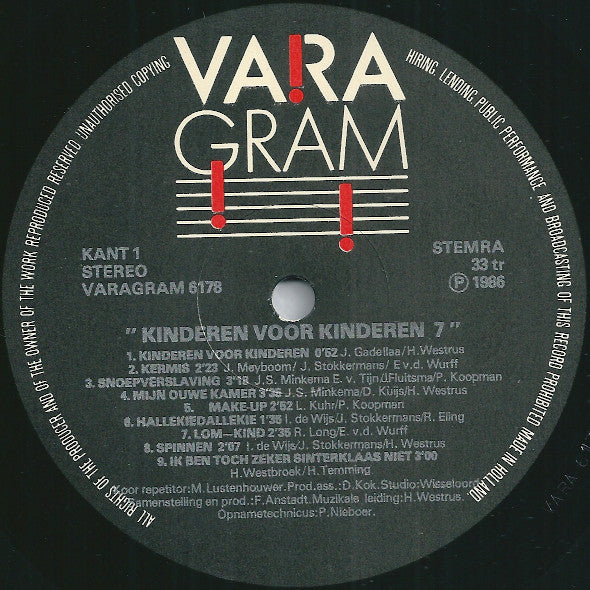 VARA
GRAM
UNAUTHORISED COPYING HIRING, LENDING, PUBLIC PERFORMANCE AND BROADCASTING OF THIS RECORD PROHIBITED MADE IN HOLLAND
ALL RIGHTS OF THE PRODUCER AND OF THE OWNER OF THE WORK REPRODUCED RESERVED
KANT 1
STEREO
VARAGRAM 6178
STEMRA
33 tr
Ⓟ 1986
" KINDEREN VOOR KINDEREN 7 "
1. KINDEREN VOOR KINDEREN 0'52 J. Gadellaa/H. Westrus
2. KERMIS 2'23 J. Meyboom/ J. Stokkermans/ E.vd. Wurff
3. SNOEPVERSLAVING 3'18 J.S. Minkema E. v. Tijn/J.Fluitsma/P. Koopman
4. MIJN OUWE KAMER 3'35 J.S. Minkema/D. Kuijs/H. Westrus
5. MAKE-UP 2'52 L. Kuhr/P. Koopman
6. HALLEKIEDALLEKIE 1'35 I. de Wijs/J. Stokkermans/R. Eling
7. LOM-KIND 2'35 R. Long/E. v.d. Wurff
8. SPINNEN 2'07 I. de Wijs/J. Stokkermans/H. Westrus
9. IK BEN TOCH ZEKER SINTERKLAAS NIET 3'00
H. Westbroek/H. Temming
Koor repetitor: M. Lustenhouwer. Prod.ass.: D. Kok. Studio: Wisseloord
Samenstelling en prod.: F. Anstadt. Muzikale leiding: H. Westrus.
Opnametechnicus: P. Nieboer.